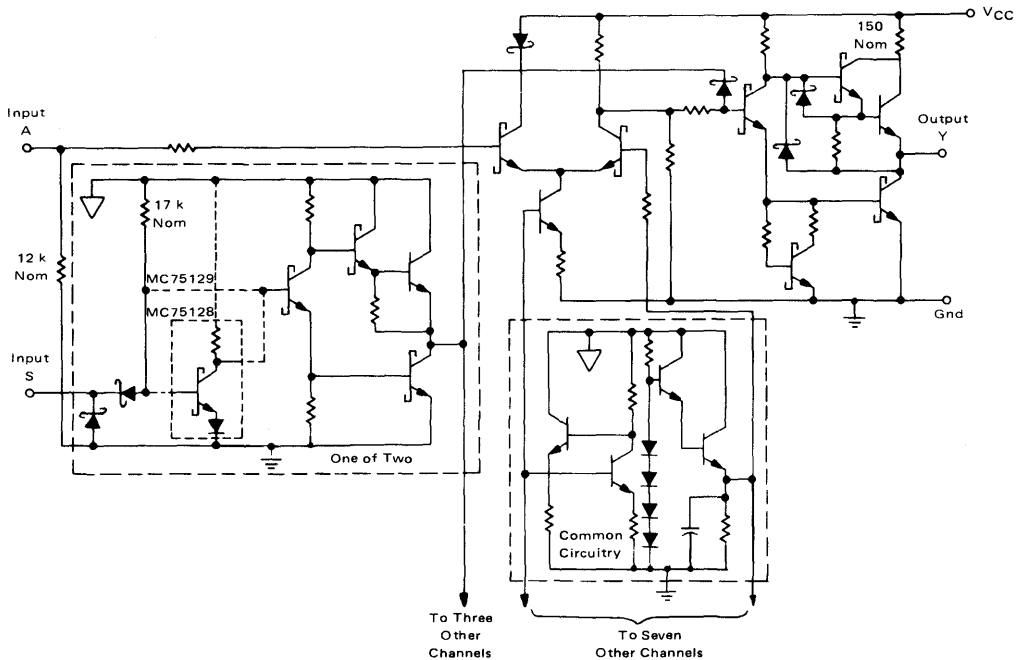 VCC
150
Nom
Input
A
Output
Y
17 k
Nom
12 k
Nom
MC75129
MC75128
Input
S
Gnd
One of Two
Common
Circuitry
To Three
Other
Channels
To Seven
Other Channels